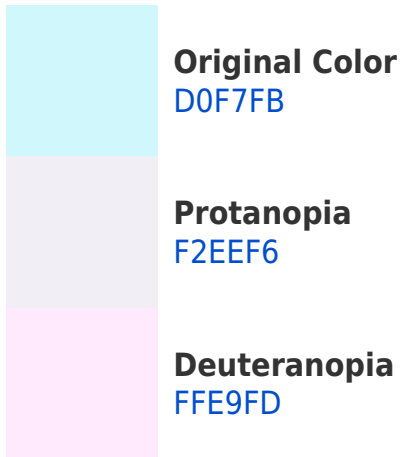 Original Color
D0F7FB
Protanopia
F2EEF6
Deuteranopia
FFE9FD